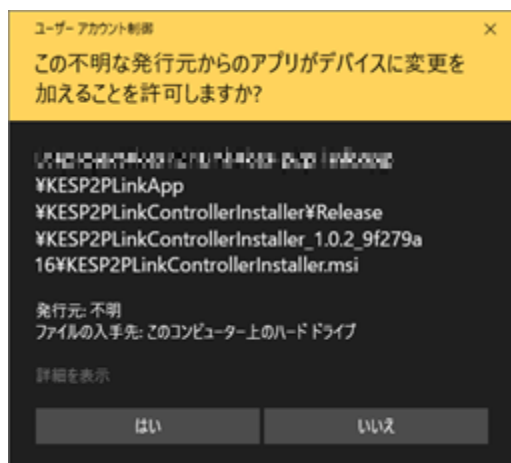 ユーザー アカウント制御
この不明な発行元からのアプリがデバイスに変更を
加えることを許可しますか?
¥KESP2PLinkApp
¥KESP2PLinkControllerInstaller¥Release
¥KESP2PLinkControllerInstaller_1.0.2_9f279a
16¥KESP2PLinkControllerInstaller.msi
発行元: 不明
ファイルの入手先: このコンピューター上のハード ドライブ
詳細を表示
はい
いいえ